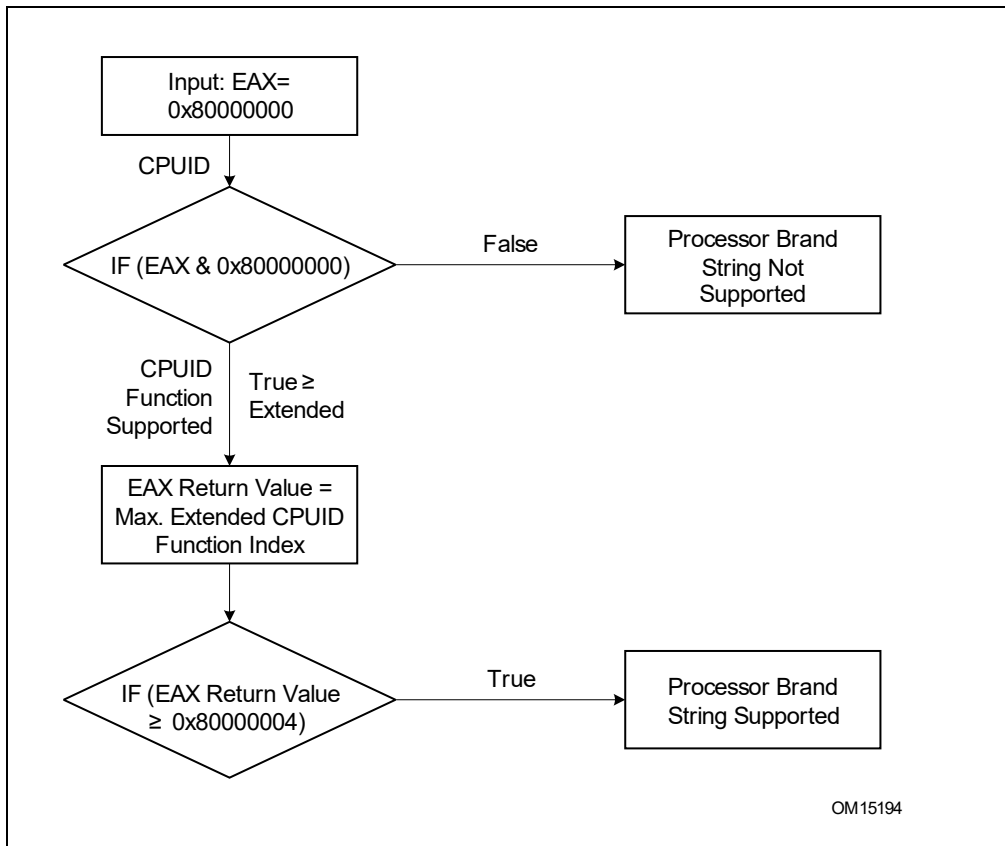 Input: EAX=
0x80000000
CPUID
IF (EAX & 0x80000000)
False
Processor Brand
String Not
Supported
CPUID
Function
Supported
True ≥
Extended
EAX Return Value =
Max. Extended CPUID
Function Index
IF (EAX Return Value
≥ 0x80000004)
True
Processor Brand
String Supported
OM15194